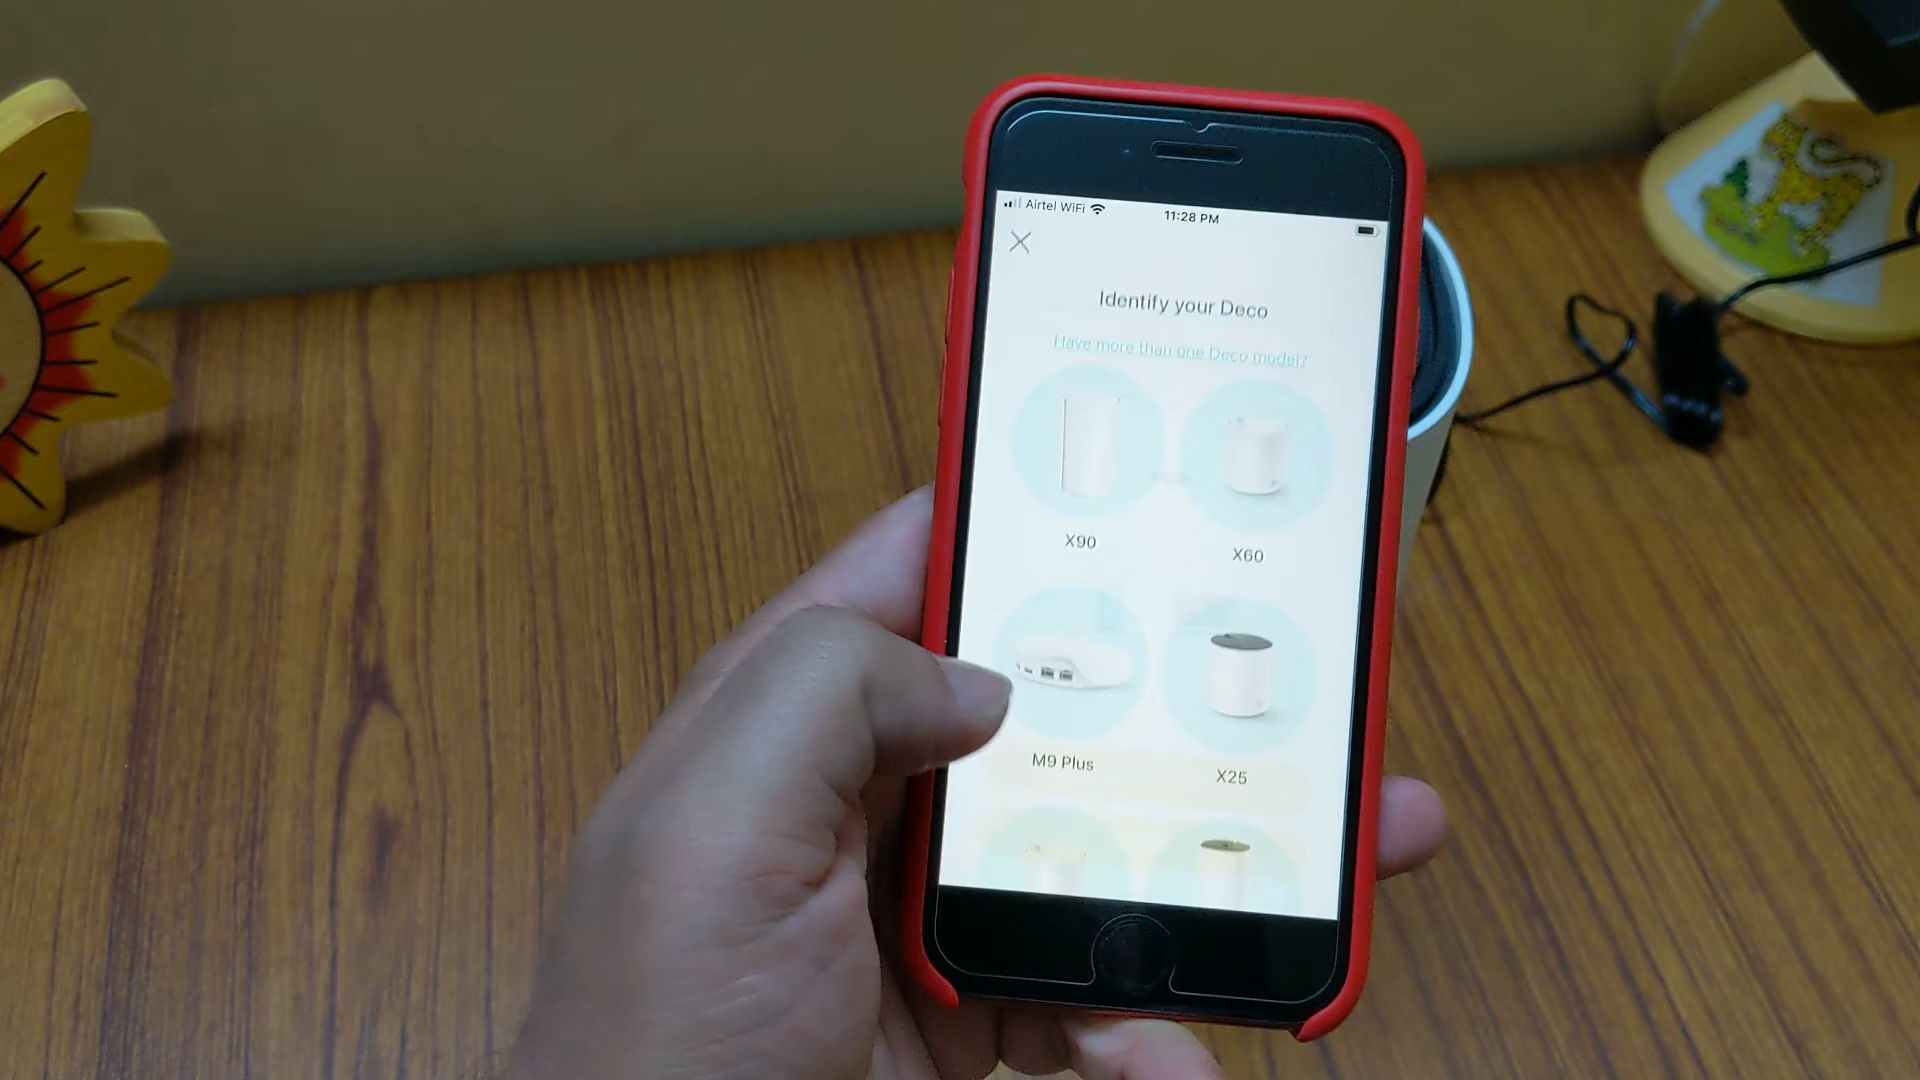 Airtel WiFi
11:28 PM
Identify your Deco
Have more than one Deco model?
X90
X60
M9 Plus
X25